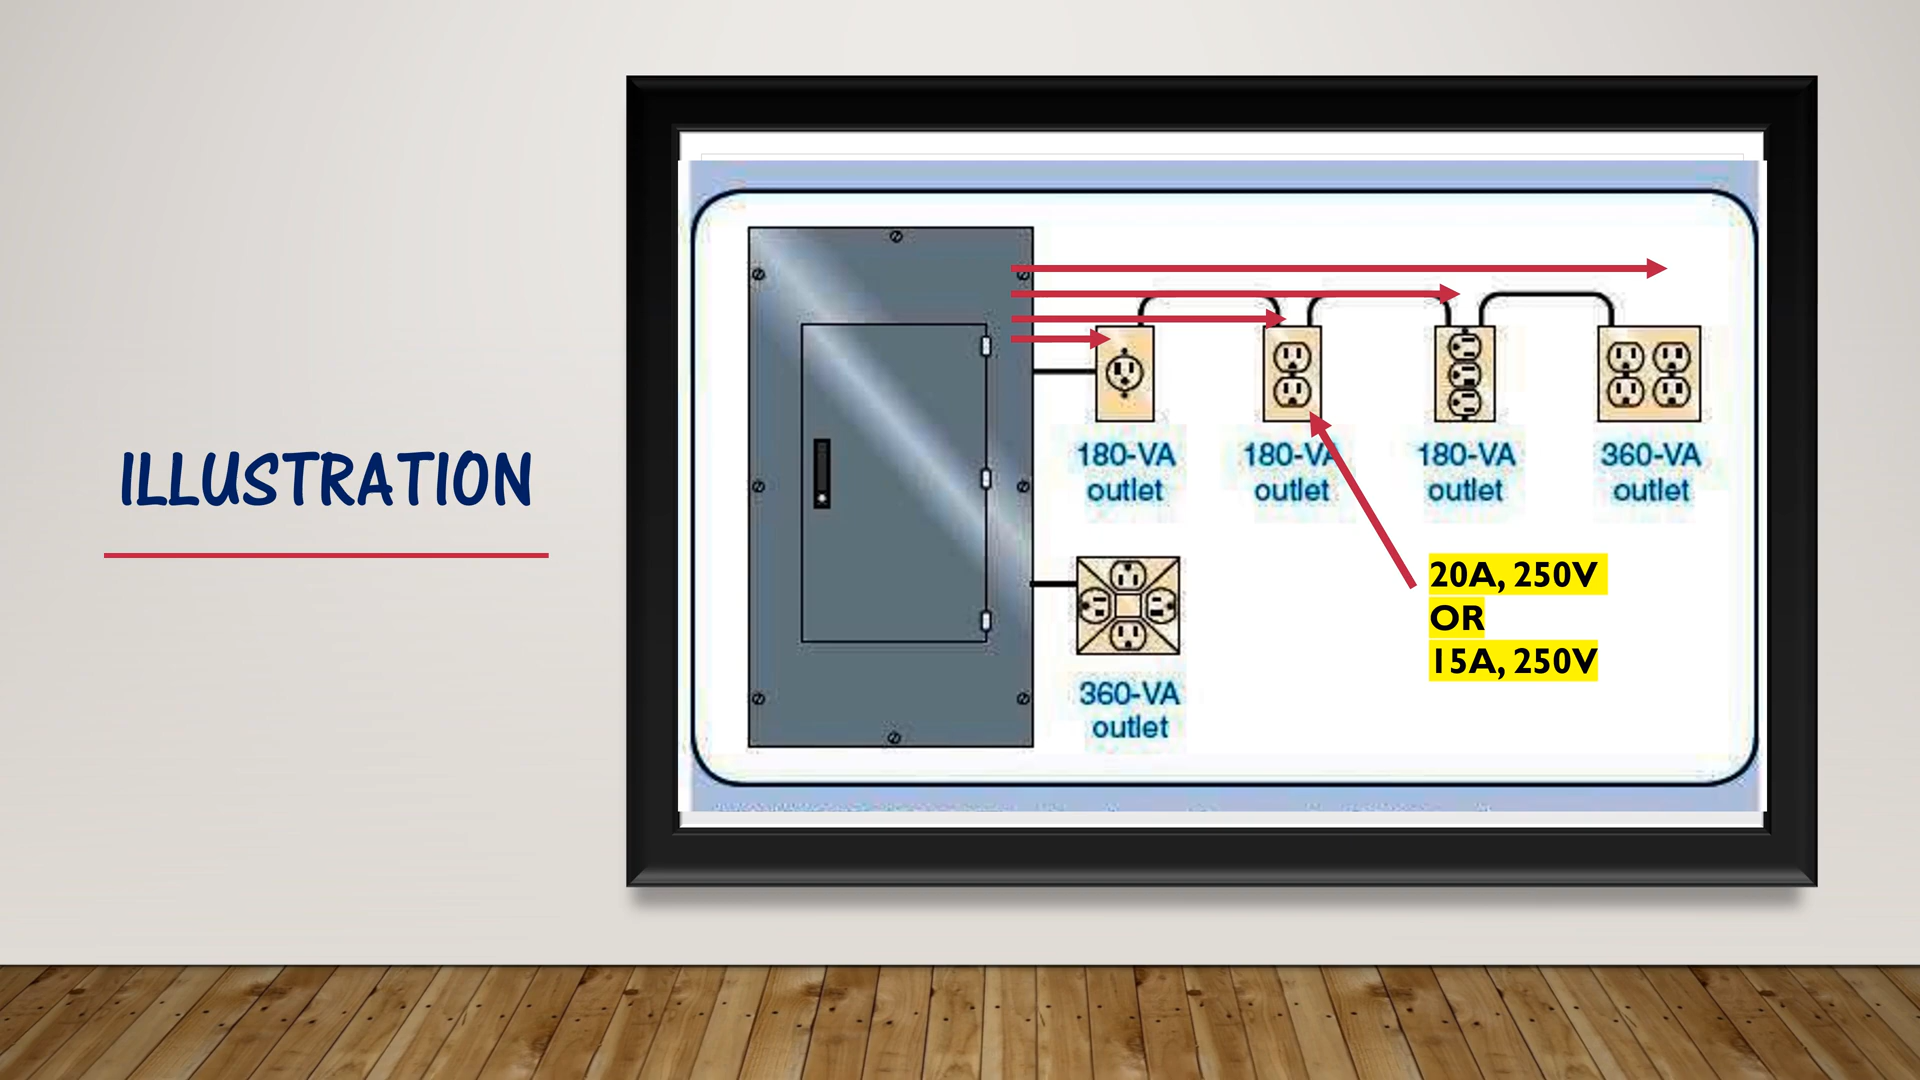 ILLUSTRATION
180-VA
outlet
180-VA
outlet
180-VA
outlet
360-VA
outlet
20A, 250V
OR
15A, 250V
360-VA
outlet